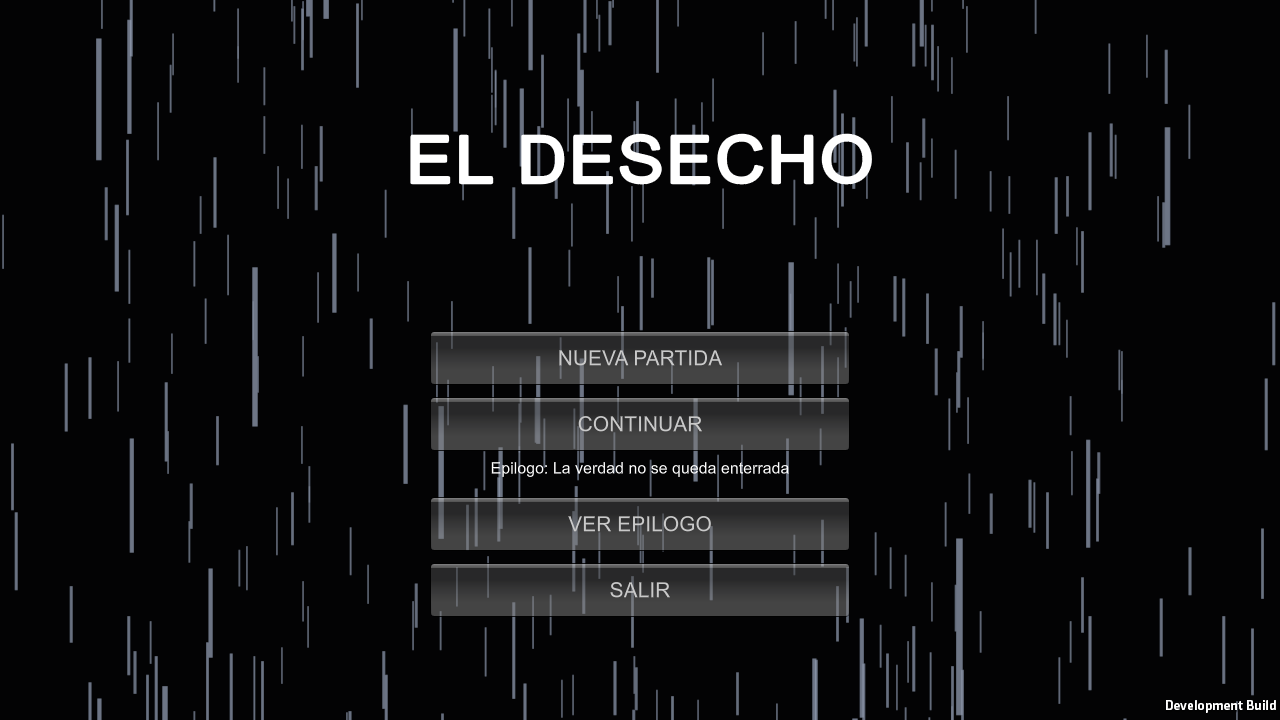 EL DESECHO
NUEVA PARTIDA
CONTINUAR
Epilogo: La verdad no se queda enterrada
VER EPILOGO
SALIR
Development Build